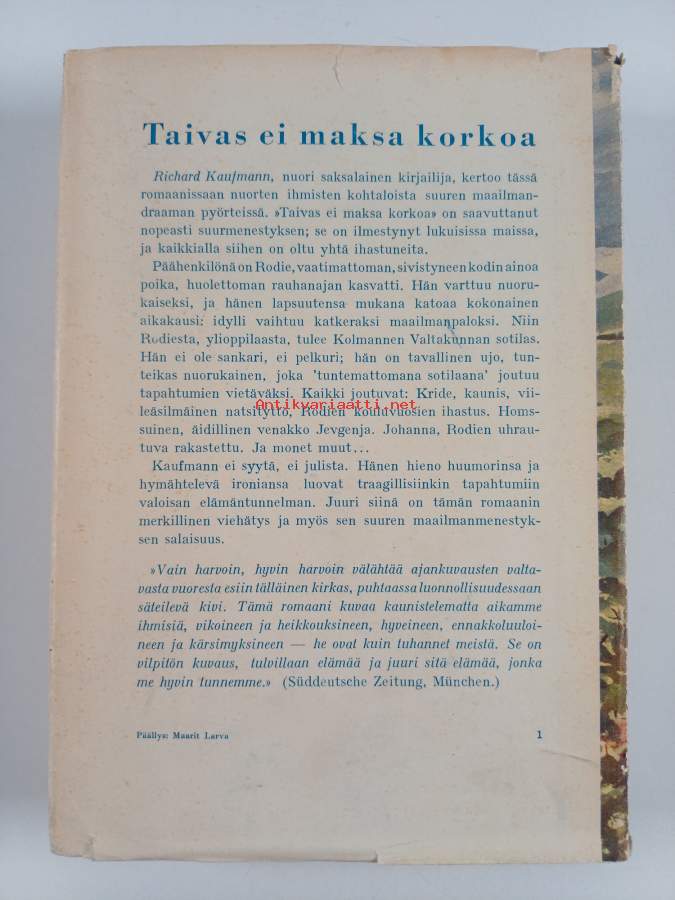 Taivas ei maksa korkoa
Richard Kaufmann, nuori saksalainen kirjailija, kertoo tässä
romaanissaan nuorten ihmisten kohtaloista suuren maailman-
draaman pyörteissä. »Taivas ei maksa korkoa» on saavuttanut
nopeasti suurmenestyksen; se on ilmestynyt lukuisissa maissa,
ja kaikkialla siihen on oltu yhtä ihastuneita.
Päähenkilönä on Rodie, vaatimattoman, sivistyneen kodin ainoa
poika, huolettoman rauhanajan kasvatti. Hän varttuu nuoru-
kaiseksi, ja hänen lapsuutensa mukana katoaa kokonainen
aikakausi: idylli vaihtuu katkeraksi maailmanpaloksi. Niin
Rodiesta, ylioppilaasta, tulee Kolmannen Valtakunnan sotilas.
Hän ei ole sankari, ei pelkuri; hän on tavallinen ujo, tun-
teikas nuorukainen, joka 'tuntemattomana sotilaana' joutuu
tapahtumien vietäväksi. Kaikki joutuvat: Kride, kaunis, vii-
leäsilmäinen natsityttö, Rodien kouluvuosien ihastus. Homs-
Antikvariaatti.net
suinen, äidillinen venakko Jevgenja. Johanna, Rodien uhrau-
tuva rakastettu. Ja monet muut...
Kaufmann ei syytä, ei julista. Hänen hieno huumorinsa ja
hymähtelevä ironiansa luovat traagillisiinkin tapahtumiin
valoisan elämäntunnelman. Juuri siinä on tämän romaanin
merkillinen viehätys ja myös sen suuren maailmanmenestyk-
sen salaisuus.
»Vain harvoin, hyvin harvoin välähtää ajankuvausten valta-
vasta vuoresta esiin tälläinen kirkas, puhtaassa luonnollisuudessaan
säteilevä kivi. Tämä romaani kuvaa kaunistelematta aikamme
ihmisiä, vikoineen ja heikkouksineen, hyveineen, ennakkoluuloi-
neen ja kärsimyksineen — he ovat kuin tuhannet meistä. Se on
vilpitön kuvaus, tulvillaan elämää ja juuri sitä elämää, jonka
me hyvin tunnemme.» (Süddeutsche Zeitung, München.)
Päällys: Maarit Larva 1